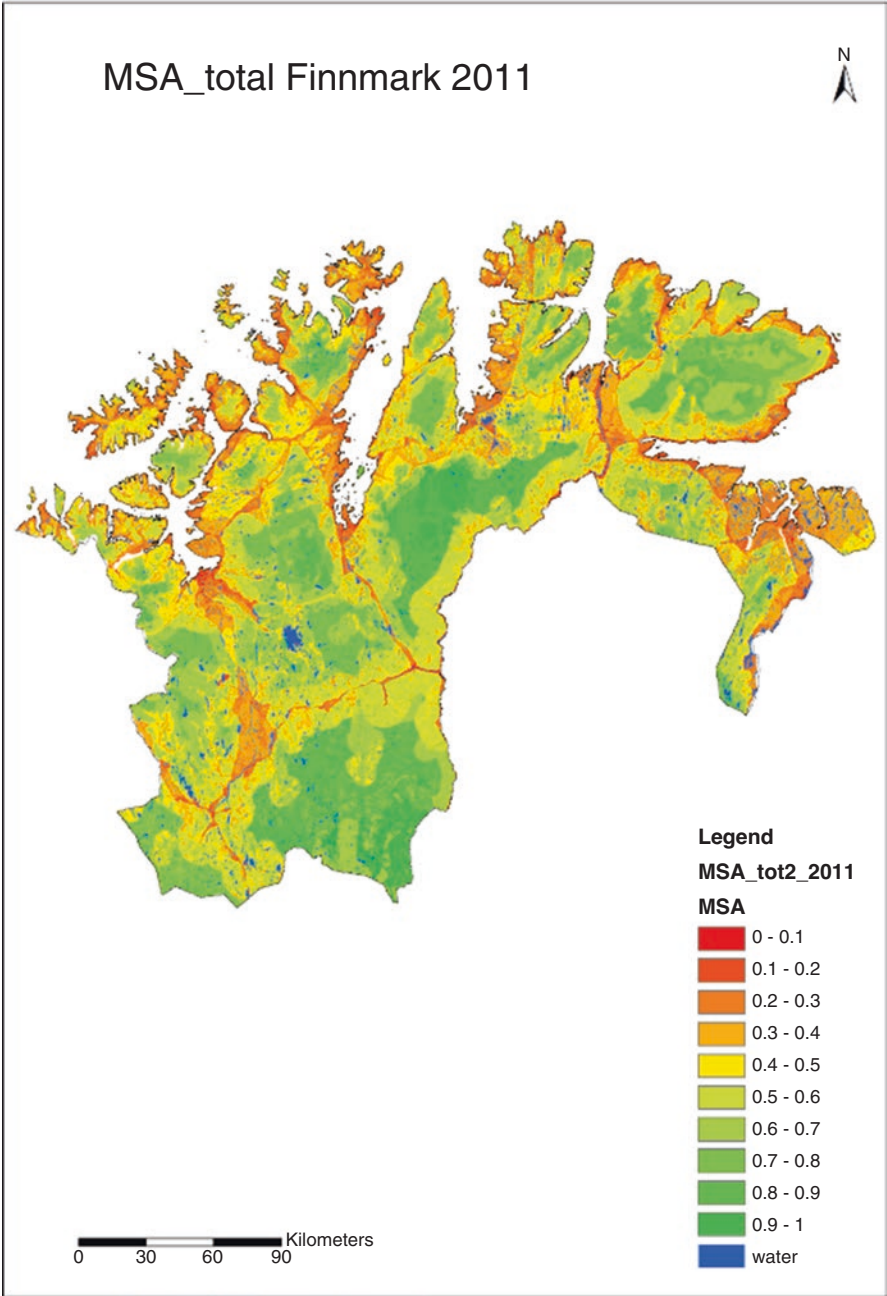 MSA_total Finnmark 2011
N
Legend
MSA_tot2_2011
MSA
0 - 0.1
0.1 - 0.2
0.2 - 0.3
0.3 - 0.4
0.4 - 0.5
0.5 - 0.6
0.6 - 0.7
0.7 - 0.8
0.8 - 0.9
0.9 - 1
water
Kilometers
0 30 60 90